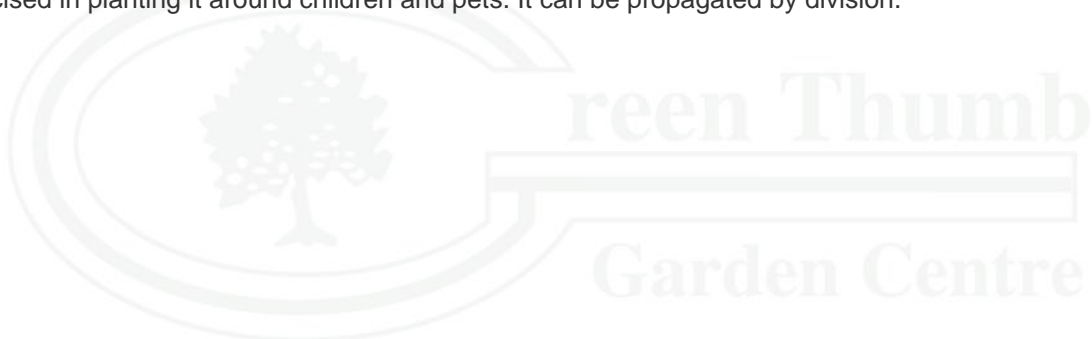 cised in planting it around children and pets. It can be propagated by division.
reen Thumb
Garden Centre